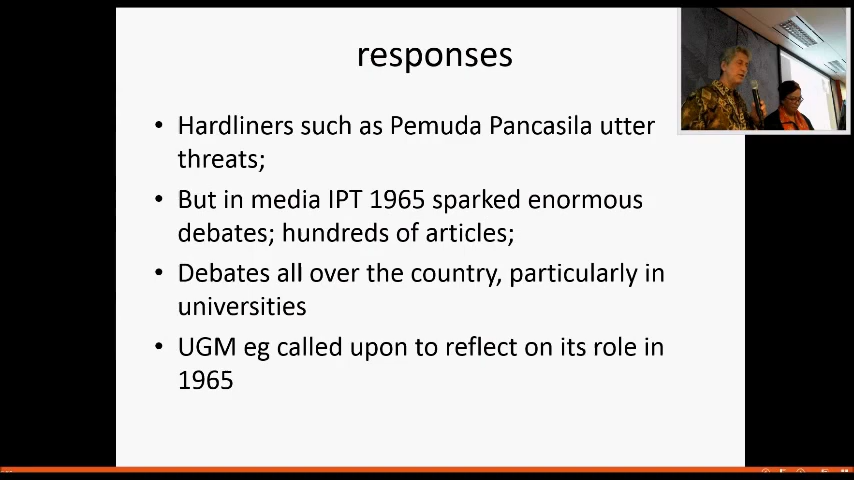 responses
• Hardliners such as Pemuda Pancasila utter
threats;
• But in media IPT 1965 sparked enormous
debates; hundreds of articles;
• Debates all over the country, particularly in
universities
• UGM eg called upon to reflect on its role in
1965